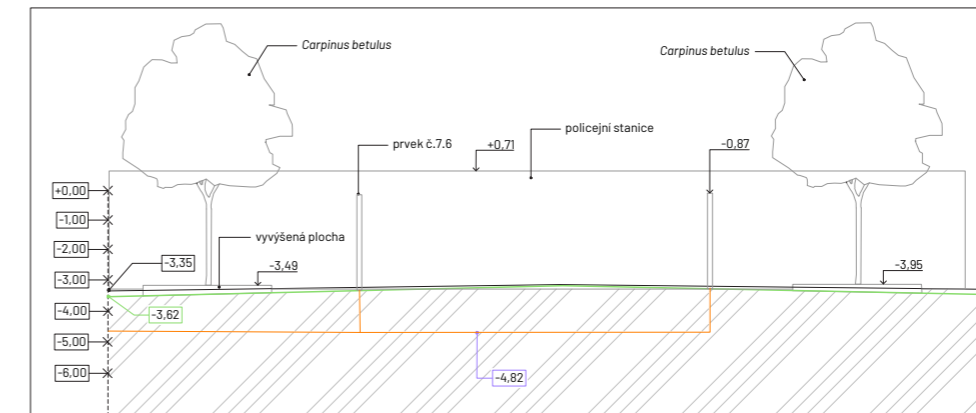 Carpinus betulus
Carpinus betulus
policejní stanice
prvek č.7.6
+0,71
-0,87
+0,00
-1,00
-2,00
vyvýšená plocha
-3,35
-3,49
-3,95
-3,00
-4,00
-3,62
-5,00
-6,00
-4,82